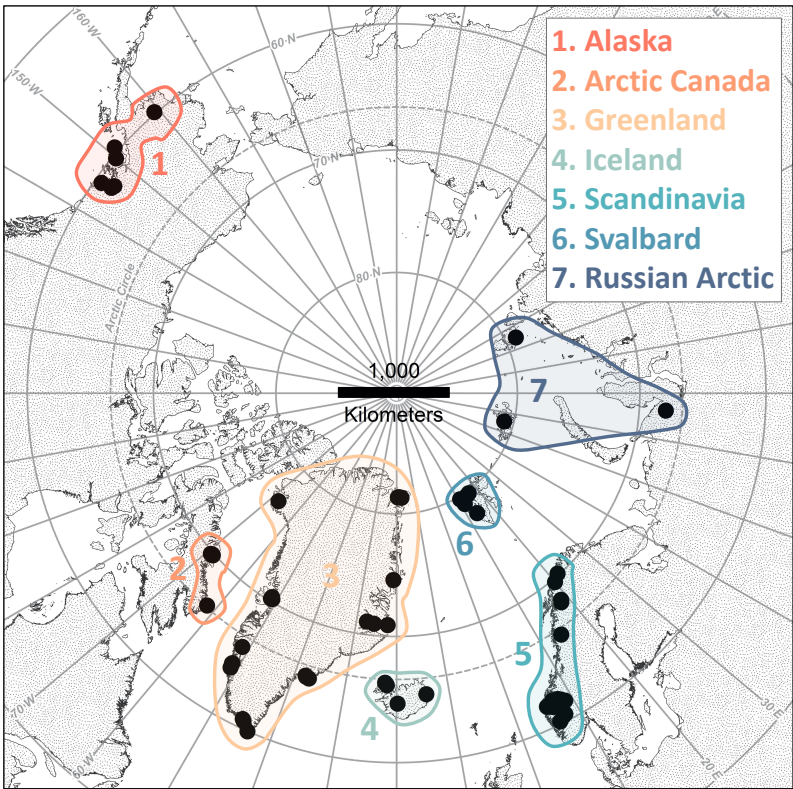 160°W
60°N
150°W
1. Alaska
2. Arctic Canada
3. Greenland
4. Iceland
5. Scandinavia
6. Svalbard
7. Russian Arctic
1
70°N
Arctic Circle
80°N
1,000
Kilometers
7
6
2
3
5
4
70°W
60°W
30°E
20°E